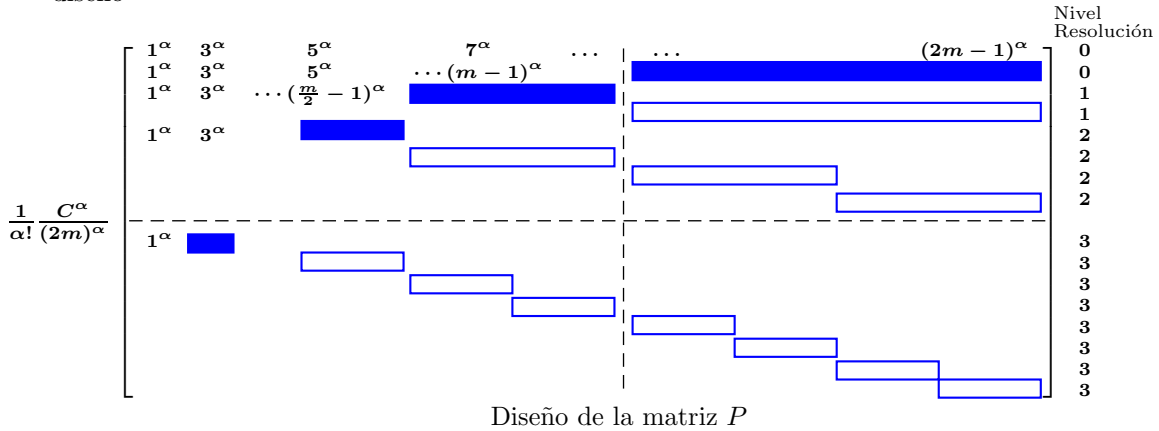 diseño
Nivel
Resolución
1^α 3^α 5^α 7^α ... ... (2m − 1)^α 0
1^α 3^α 5^α ···(m − 1)^α 0
1^α 3^α ···(m/2 − 1)^α 1
1
1^α 3^α 2
2
2
2
1/α! C^α/(2m)^α
1^α 3
3
3
3
3
3
3
3
Diseño de la matriz P